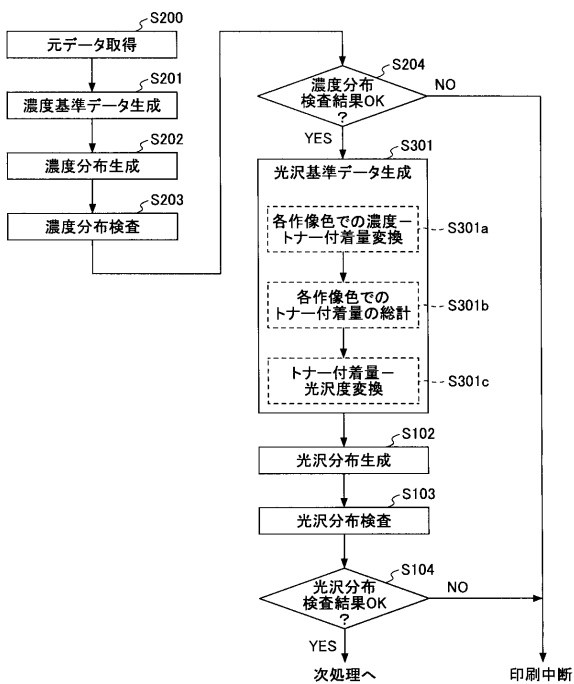 S200
元データ取得
S201
濃度基準データ生成
S202
濃度分布生成
S203
濃度分布検査
S204
濃度分布
検査結果OK
?
NO
YES
S301
光沢基準データ生成
各作像色での濃度－
トナー付着量変換
S301a
各作像色での
トナー付着量の総計
S301b
トナー付着量－
光沢度変換
S301c
S102
光沢分布生成
S103
光沢分布検査
S104
光沢分布
検査結果OK
?
NO
YES
次処理へ
印刷中断